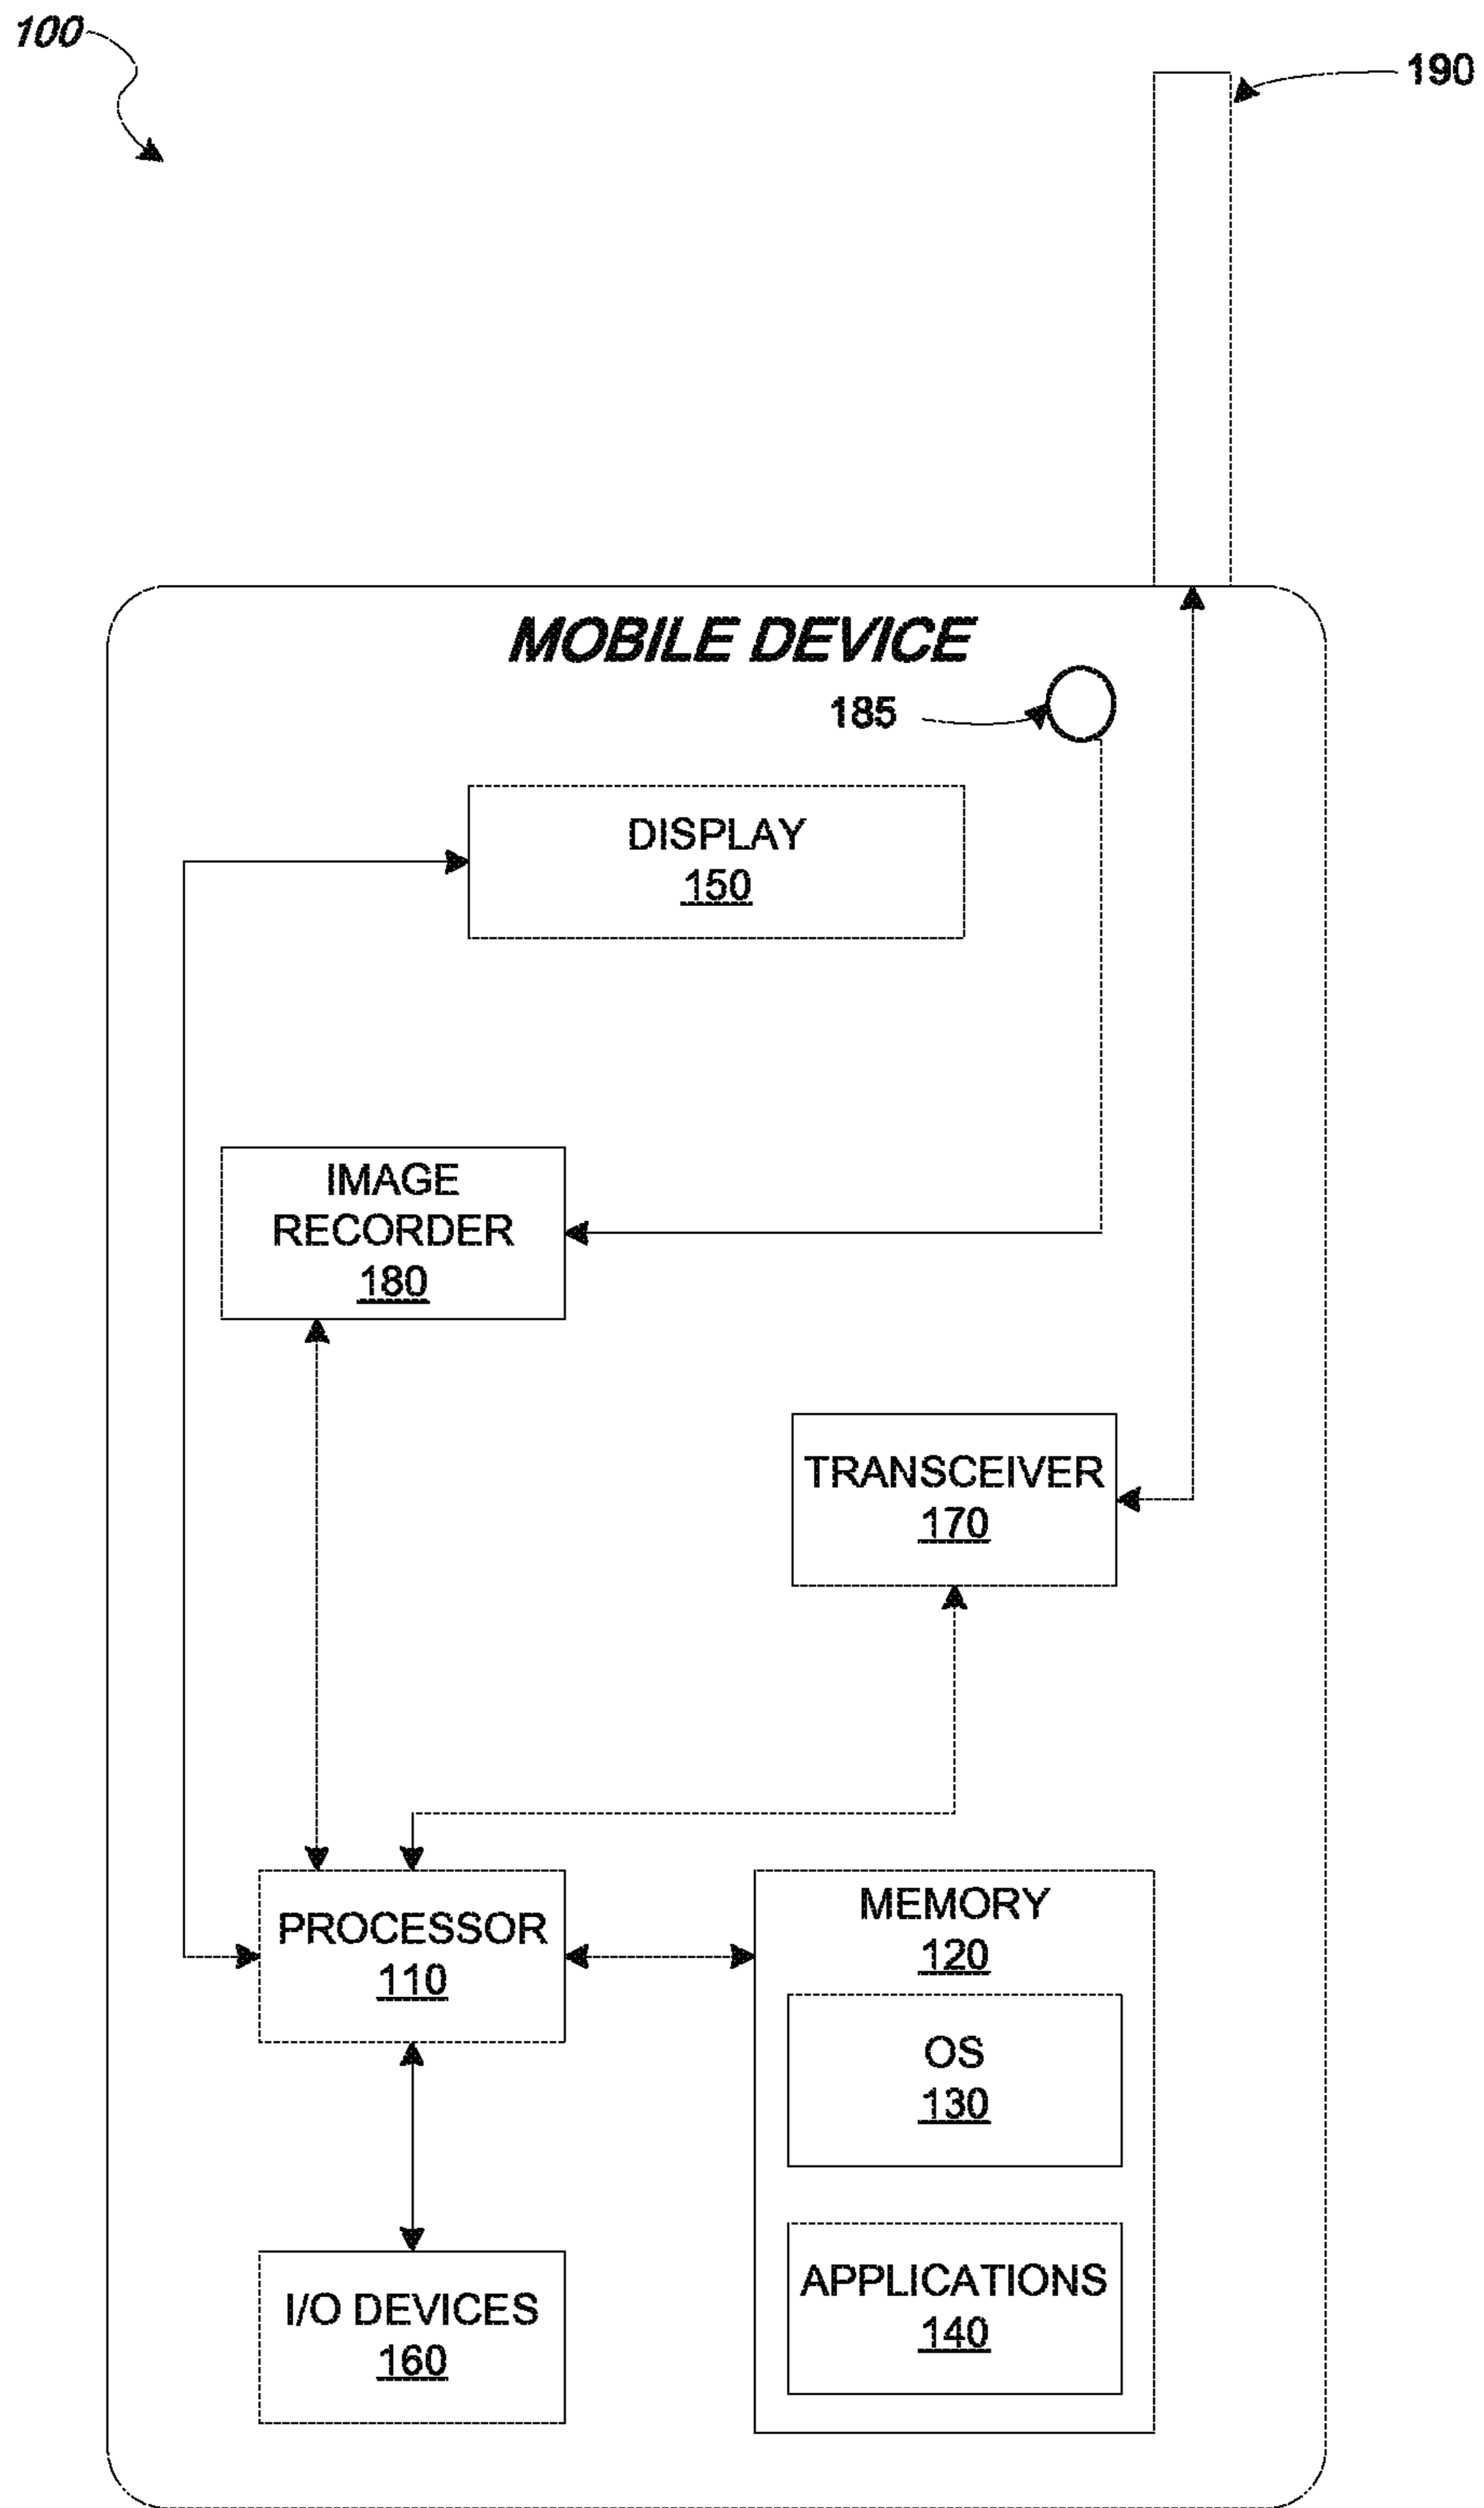 100
190
MOBILE DEVICE
185
DISPLAY
150
IMAGE
RECORDER
180
TRANSCEIVER
170
PROCESSOR
110
MEMORY
120
OS
130
APPLICATIONS
140
I/O DEVICES
160